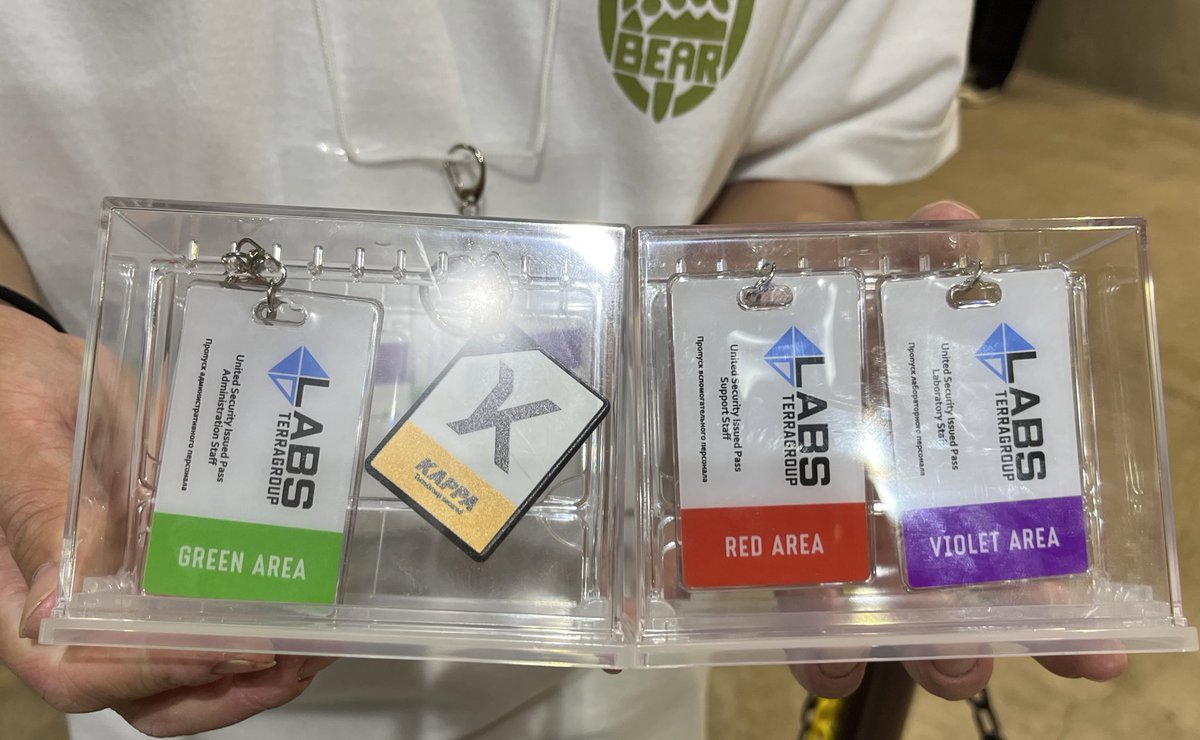 BEAR
LABS
TERRAGROUP
United Security Issued Pass
Administration Staff
Пропуск административного персонала
GREEN AREA
K
KAPPA
LABS
TERRAGROUP
United Security Issued Pass
Support Staff
Пропуск вспомогательного персонала
RED AREA
LABS
TERRAGROUP
United Security Issued Pass
Laboratory Staff
Пропуск лабораторного персонала
VIOLET AREA